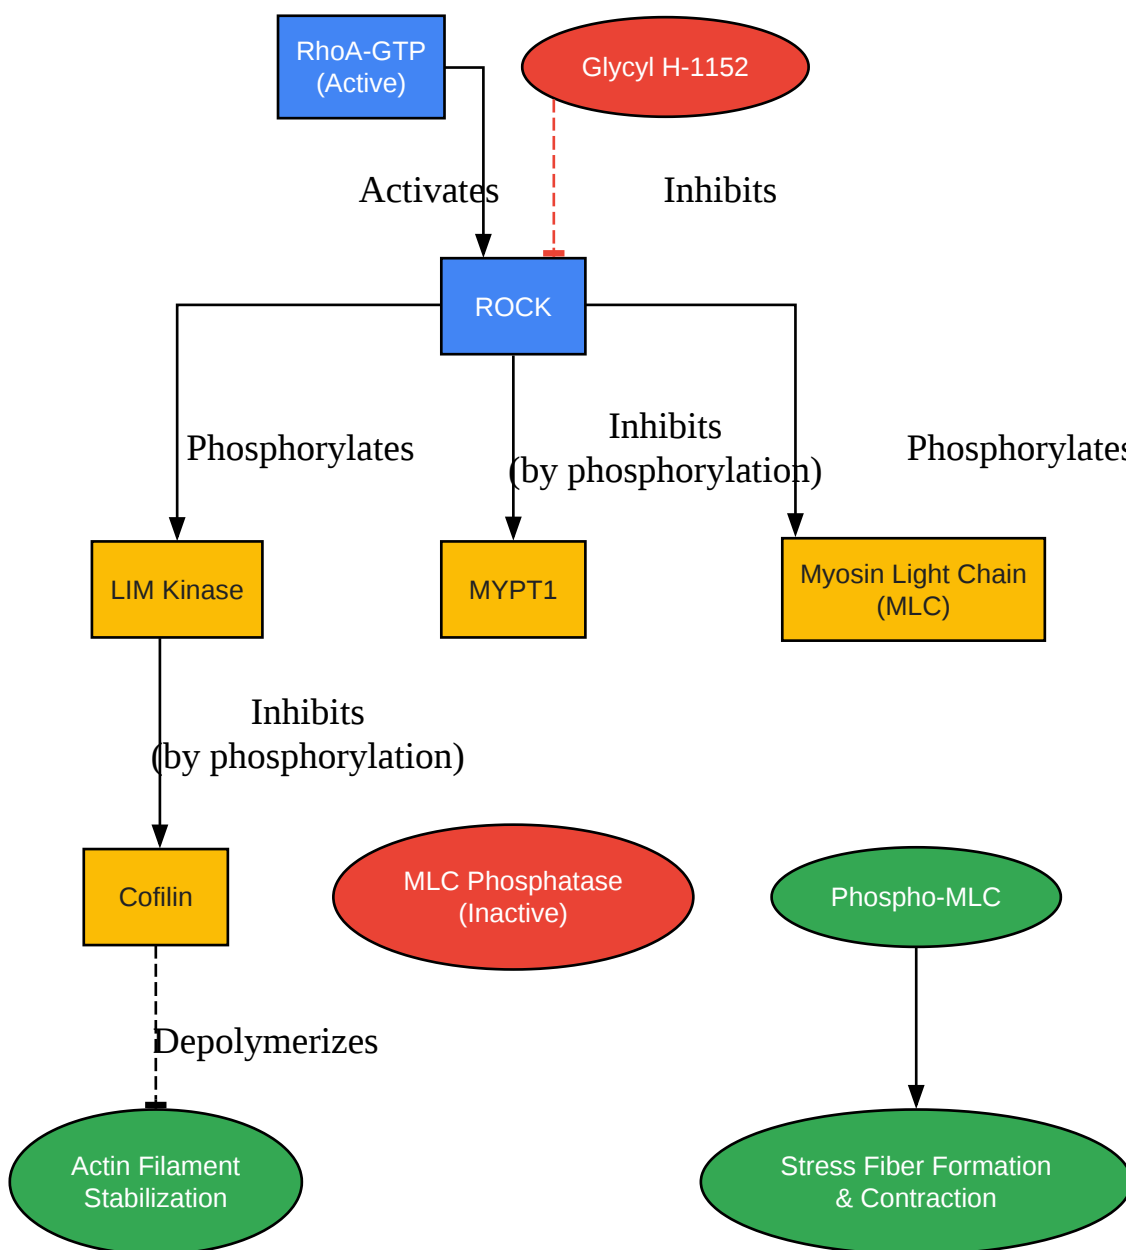 RhoA-GTP
(Active)
Glycyl H-1152
Activates
Inhibits
ROCK
Phosphorylates
Inhibits
(by phosphorylation)
Phosphorylates
LIM Kinase
MYPT1
Myosin Light Chain
(MLC)
Inhibits
(by phosphorylation)
Cofilin
MLC Phosphatase
(Inactive)
Phospho-MLC
Depolymerizes
Actin Filament
Stabilization
Stress Fiber Formation
& Contraction